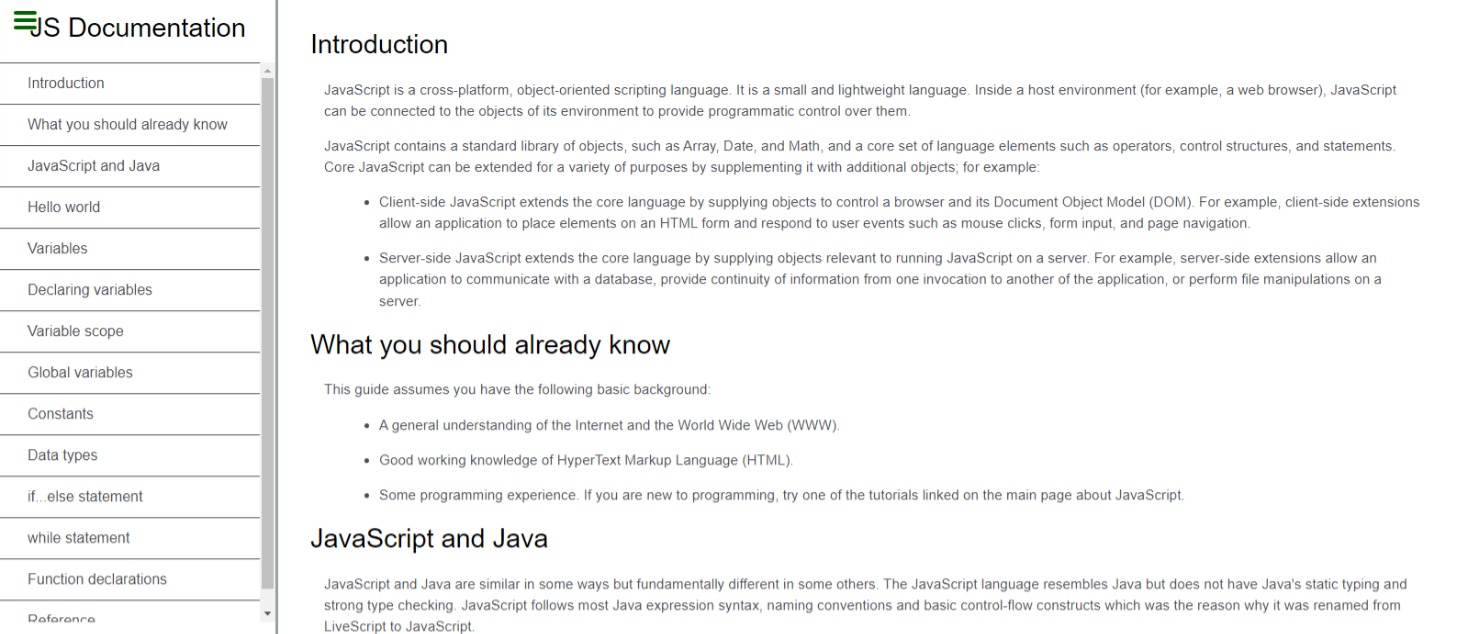 JS Documentation
Introduction
What you should already know
JavaScript and Java
Hello world
Variables
Declaring variables
Variable scope
Global variables
Constants
Data types
if...else statement
while statement
Function declarations
Reference
Introduction
JavaScript is a cross-platform, object-oriented scripting language. It is a small and lightweight language. Inside a host environment (for example, a web browser), JavaScript
can be connected to the objects of its environment to provide programmatic control over them.
JavaScript contains a standard library of objects, such as Array, Date, and Math, and a core set of language elements such as operators, control structures, and statements.
Core JavaScript can be extended for a variety of purposes by supplementing it with additional objects; for example:
• Client-side JavaScript extends the core language by supplying objects to control a browser and its Document Object Model (DOM). For example, client-side extensions
allow an application to place elements on an HTML form and respond to user events such as mouse clicks, form input, and page navigation.
• Server-side JavaScript extends the core language by supplying objects relevant to running JavaScript on a server. For example, server-side extensions allow an
application to communicate with a database, provide continuity of information from one invocation to another of the application, or perform file manipulations on a
server.
What you should already know
This guide assumes you have the following basic background:
• A general understanding of the Internet and the World Wide Web (WWW).
• Good working knowledge of HyperText Markup Language (HTML).
• Some programming experience. If you are new to programming, try one of the tutorials linked on the main page about JavaScript.
JavaScript and Java
JavaScript and Java are similar in some ways but fundamentally different in some others. The JavaScript language resembles Java but does not have Java's static typing and
strong type checking. JavaScript follows most Java expression syntax, naming conventions and basic control-flow constructs which was the reason why it was renamed from
LiveScript to JavaScript.